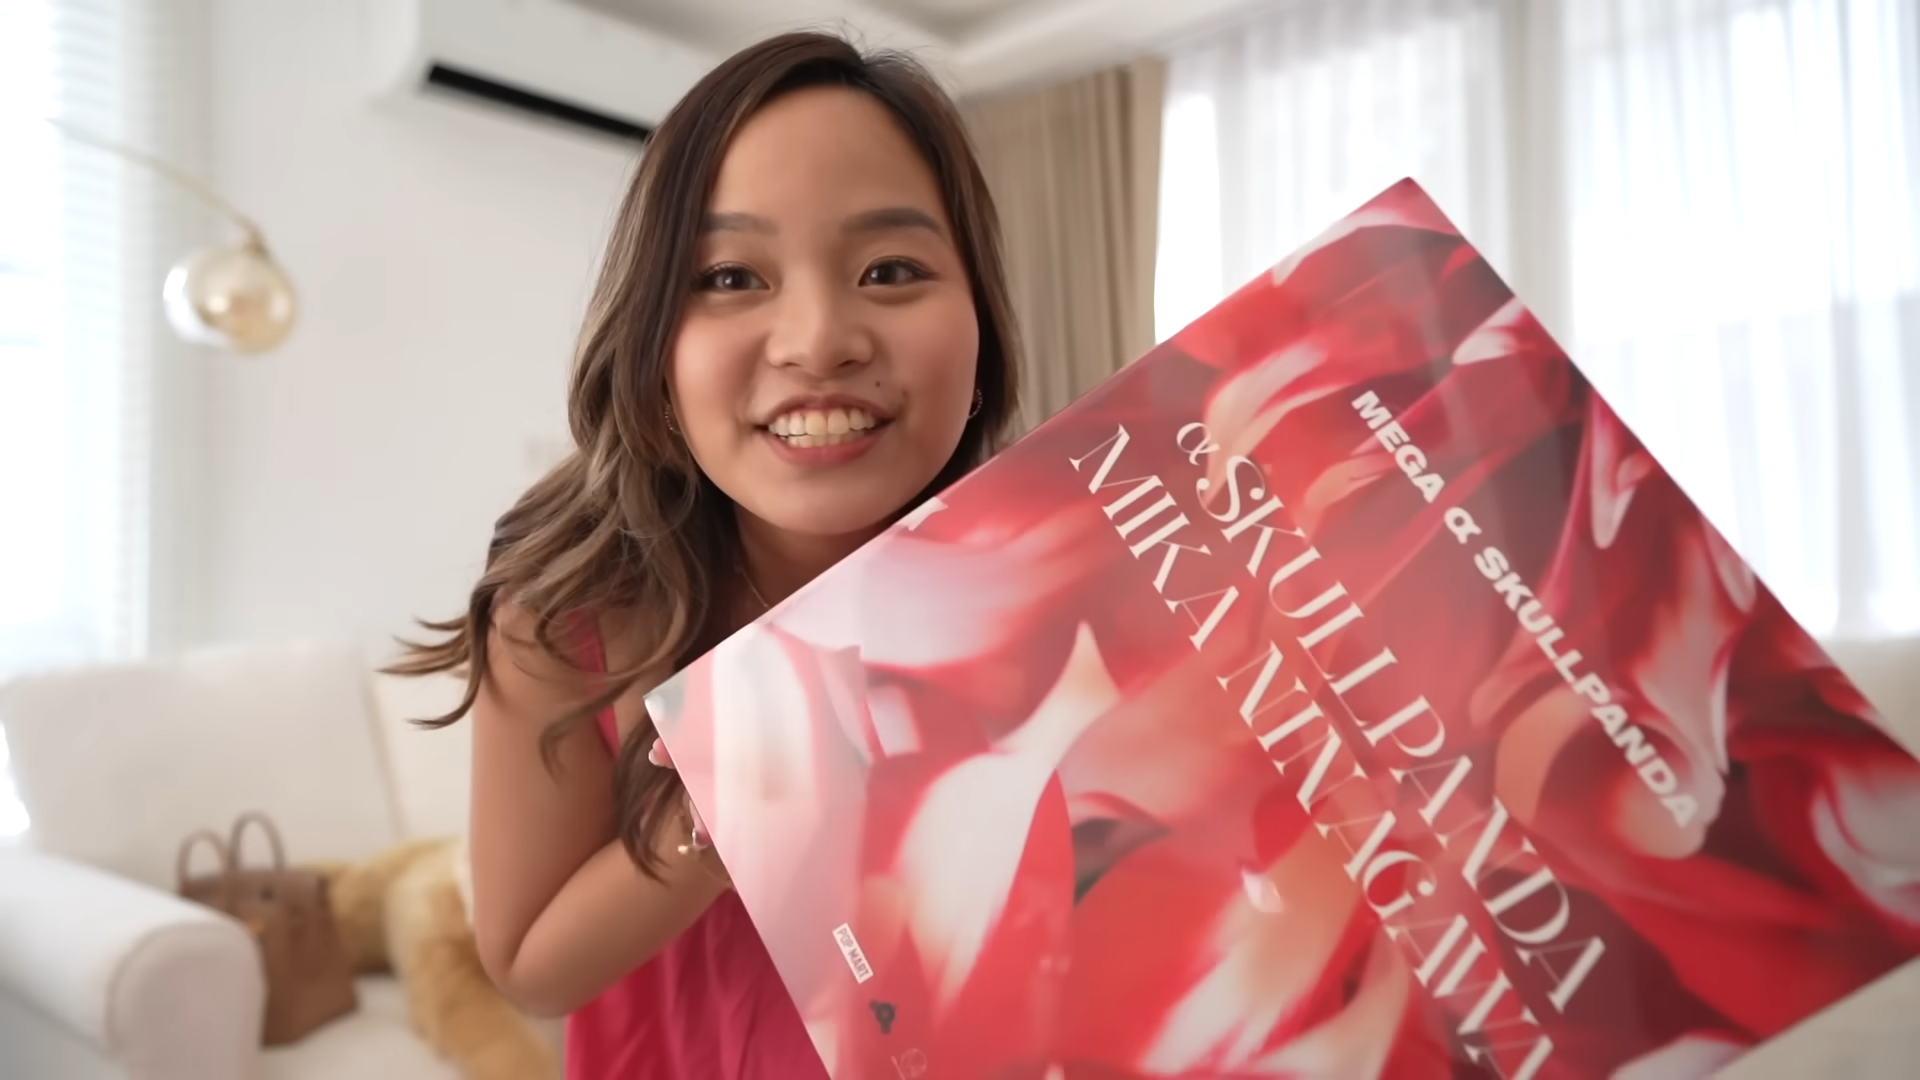 MEGA α SKULLPANDA
α SKULLPANDA
MIKA NINAGAWA
POP MART